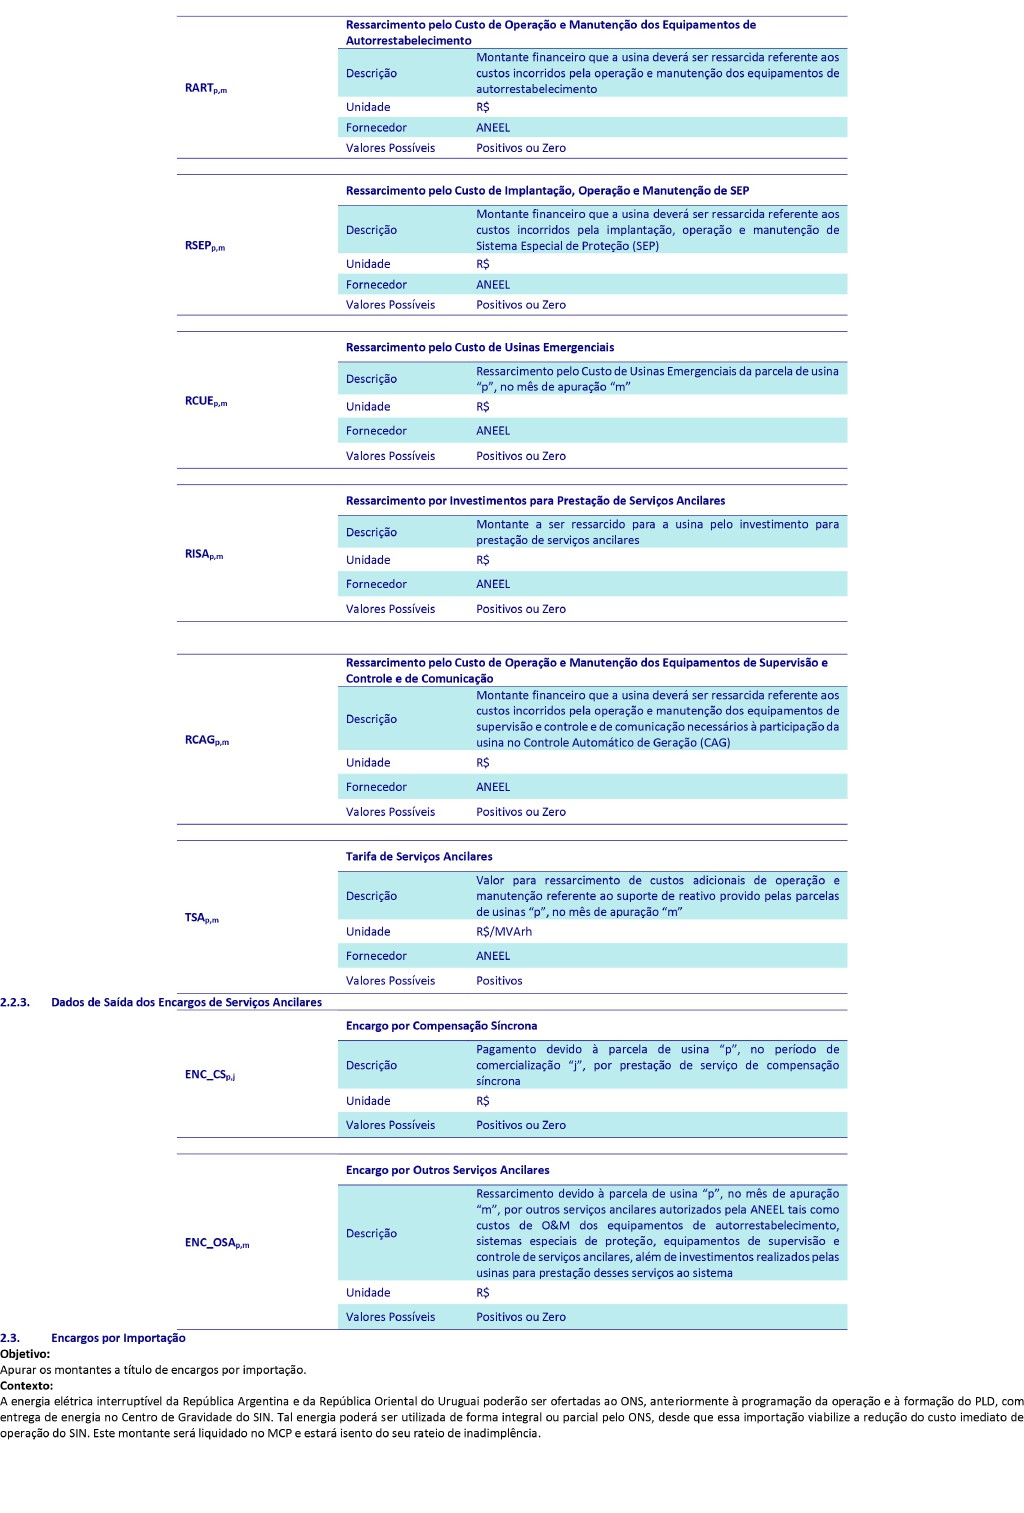 Ressarcimento pelo Custo de Operação e Manutenção dos Equipamentos de
Autorrestabelecimento
RARTp,m
Descrição
Montante financeiro que a usina deverá ser ressarcida referente aos
custos incorridos pela operação e manutenção dos equipamentos de
autorrestabelecimento
Unidade R$
Fornecedor ANEEL
Valores Possíveis Positivos ou Zero
Ressarcimento pelo Custo de Implantação, Operação e Manutenção de SEP
RSEPp,m
Descrição
Montante financeiro que a usina deverá ser ressarcida referente aos
custos incorridos pela implantação, operação e manutenção de
Sistema Especial de Proteção (SEP)
Unidade R$
Fornecedor ANEEL
Valores Possíveis Positivos ou Zero
Ressarcimento pelo Custo de Usinas Emergenciais
RCUEp,m
Descrição
Ressarcimento pelo Custo de Usinas Emergenciais da parcela de usina
“p”, no mês de apuração “m”
Unidade R$
Fornecedor ANEEL
Valores Possíveis Positivos ou Zero
Ressarcimento por Investimentos para Prestação de Serviços Ancilares
RISAp,m
Descrição
Montante a ser ressarcido para a usina pelo investimento para
prestação de serviços ancilares
Unidade R$
Fornecedor ANEEL
Valores Possíveis Positivos ou Zero
Ressarcimento pelo Custo de Operação e Manutenção dos Equipamentos de Supervisão e
Controle e de Comunicação
RCAGp,m
Descrição
Montante financeiro que a usina deverá ser ressarcida referente aos
custos incorridos pela operação e manutenção dos equipamentos de
supervisão e controle e de comunicação necessários à participação da
usina no Controle Automático de Geração (CAG)
Unidade R$
Fornecedor ANEEL
Valores Possíveis Positivos ou Zero
Tarifa de Serviços Ancilares
TSAp,m
Descrição
Valor para ressarcimento de custos adicionais de operação e
manutenção referente ao suporte de reativo provido pelas parcelas
de usinas “p”, no mês de apuração “m”
Unidade R$/MVArh
Fornecedor ANEEL
Valores Possíveis Positivos
2.2.3. Dados de Saída dos Encargos de Serviços Ancilares
Encargo por Compensação Síncrona
ENC_CSp,j
Descrição
Pagamento devido à parcela de usina “p”, no período de
comercialização “j”, por prestação de serviço de compensação
síncrona
Unidade R$
Valores Possíveis Positivos ou Zero
Encargo por Outros Serviços Ancilares
ENC_OSAp,m
Descrição
Ressarcimento devido à parcela de usina “p”, no mês de apuração
“m”, por outros serviços ancilares autorizados pela ANEEL tais como
custos de O&M dos equipamentos de autorrestabelecimento,
sistemas especiais de proteção, equipamentos de supervisão e
controle de serviços ancilares, além de investimentos realizados pelas
usinas para prestação desses serviços ao sistema
Unidade R$
Valores Possíveis Positivos ou Zero
2.3. Encargos por Importação
Objetivo:
Apurar os montantes a título de encargos por importação.
Contexto:
A energia elétrica interruptível da República Argentina e da República Oriental do Uruguai poderão ser ofertadas ao ONS, anteriormente à programação da operação e à formação do PLD, com
entrega de energia no Centro de Gravidade do SIN. Tal energia poderá ser utilizada de forma integral ou parcial pelo ONS, desde que essa importação viabilize a redução do custo imediato de
operação do SIN. Este montante será liquidado no MCP e estará isento do seu rateio de inadimplência.